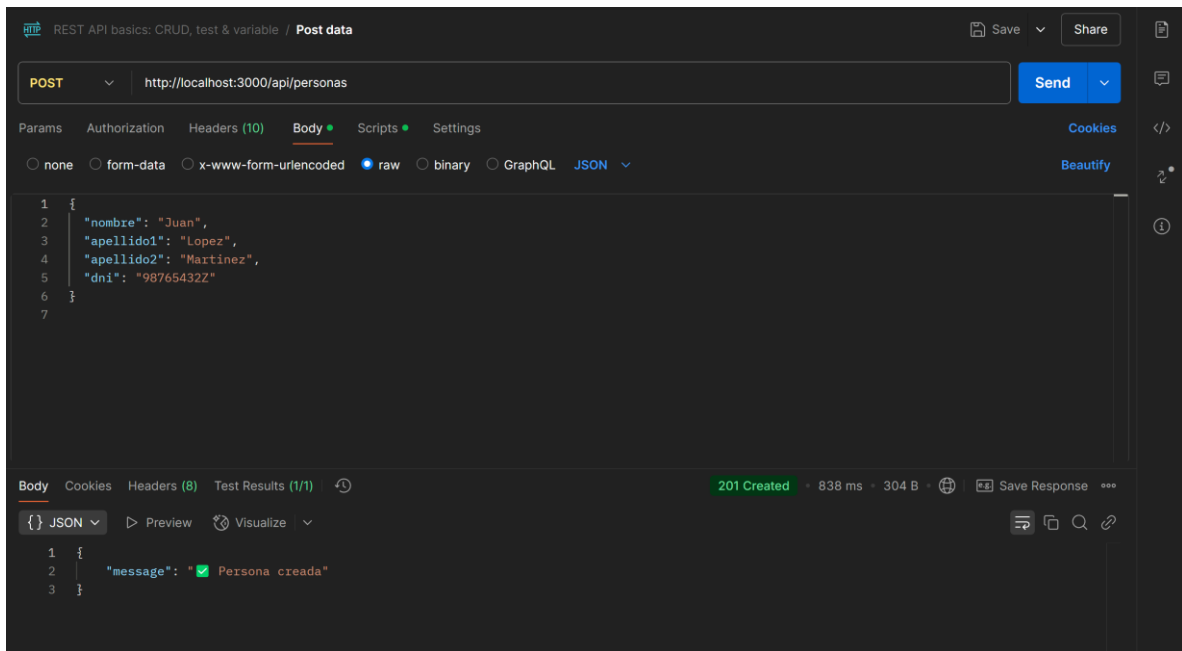 HTTP REST API basics: CRUD, test & variable / Post data Save Share
POST http://localhost:3000/api/personas Send
Params Authorization Headers (10) Body Scripts Settings Cookies
none form-data x-www-form-urlencoded raw binary GraphQL JSON Beautify
1 {
2 "nombre": "Juan",
3 "apellido1": "Lopez",
4 "apellido2": "Martinez",
5 "dni": "98765432Z"
6 }
7
Body Cookies Headers (8) Test Results (1/1) 201 Created 838 ms 304 B e.g. Save Response
{} JSON Preview Visualize
1 {
2 "message": "✅ Persona creada"
3 }